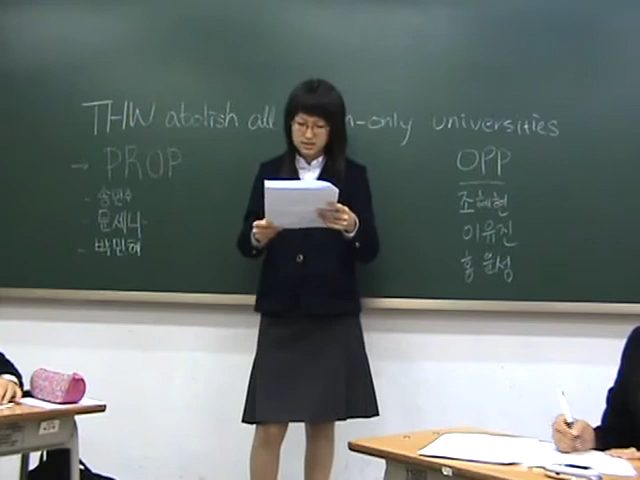 THW abolish all n-only universities
→ PROP
- 송민수
- 문세니
- 박민혜
OPP
조혜현
이유진
홍윤성